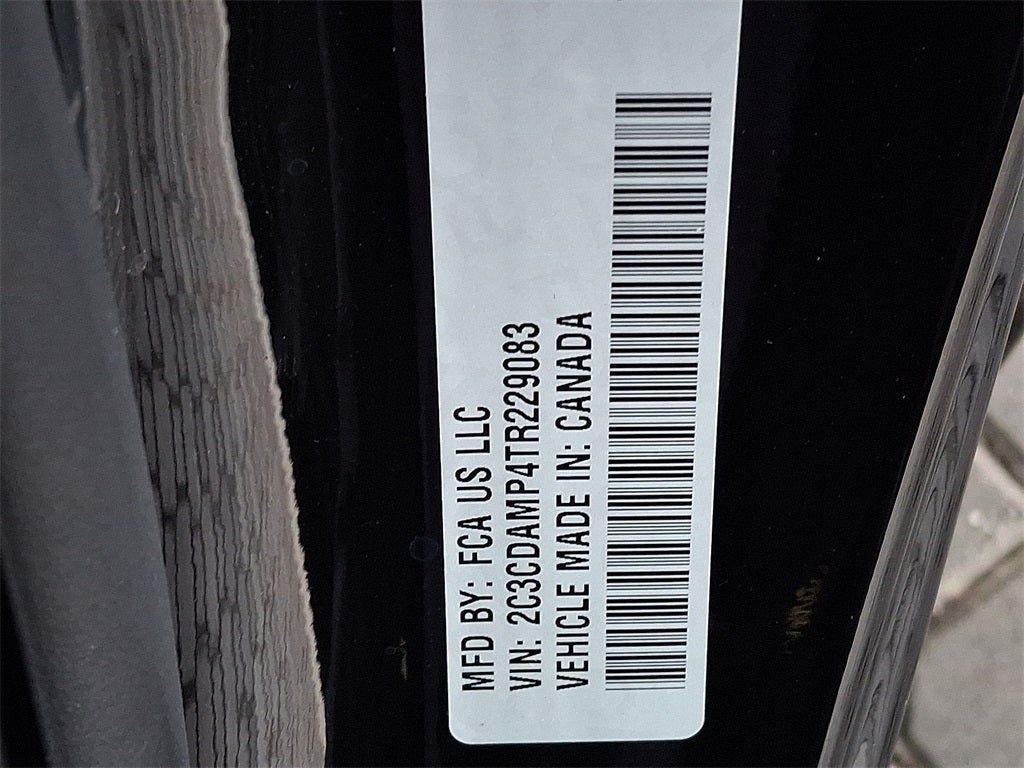 MFD BY: FCA US LLC
VIN: 2C3CDAMP4TR229083
VEHICLE MADE IN: CANADA